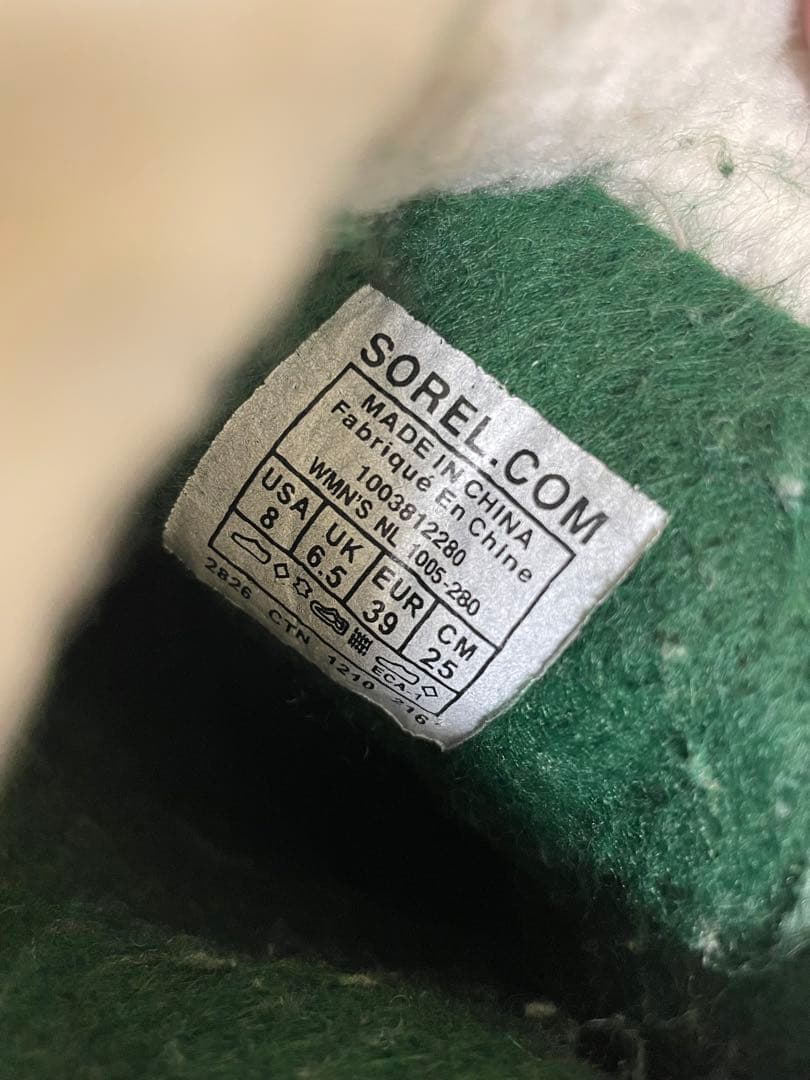 SOREL.COM
MADE IN CHINA
Fabriqué En Chine
1003812280
WMN'S NL 1005-280
USA UK EUR CM
8 6.5 39 25
ECA-1
2826 CTN 1210 216